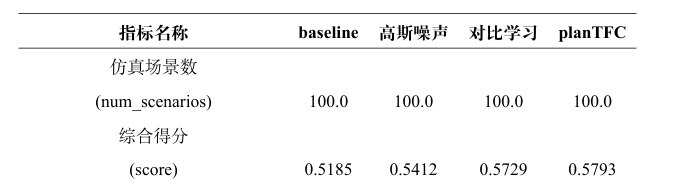 指标名称 baseline 高斯噪声 对比学习 planTFC
仿真场景数
(num_scenarios) 100.0 100.0 100.0 100.0
综合得分
(score) 0.5185 0.5412 0.5729 0.5793